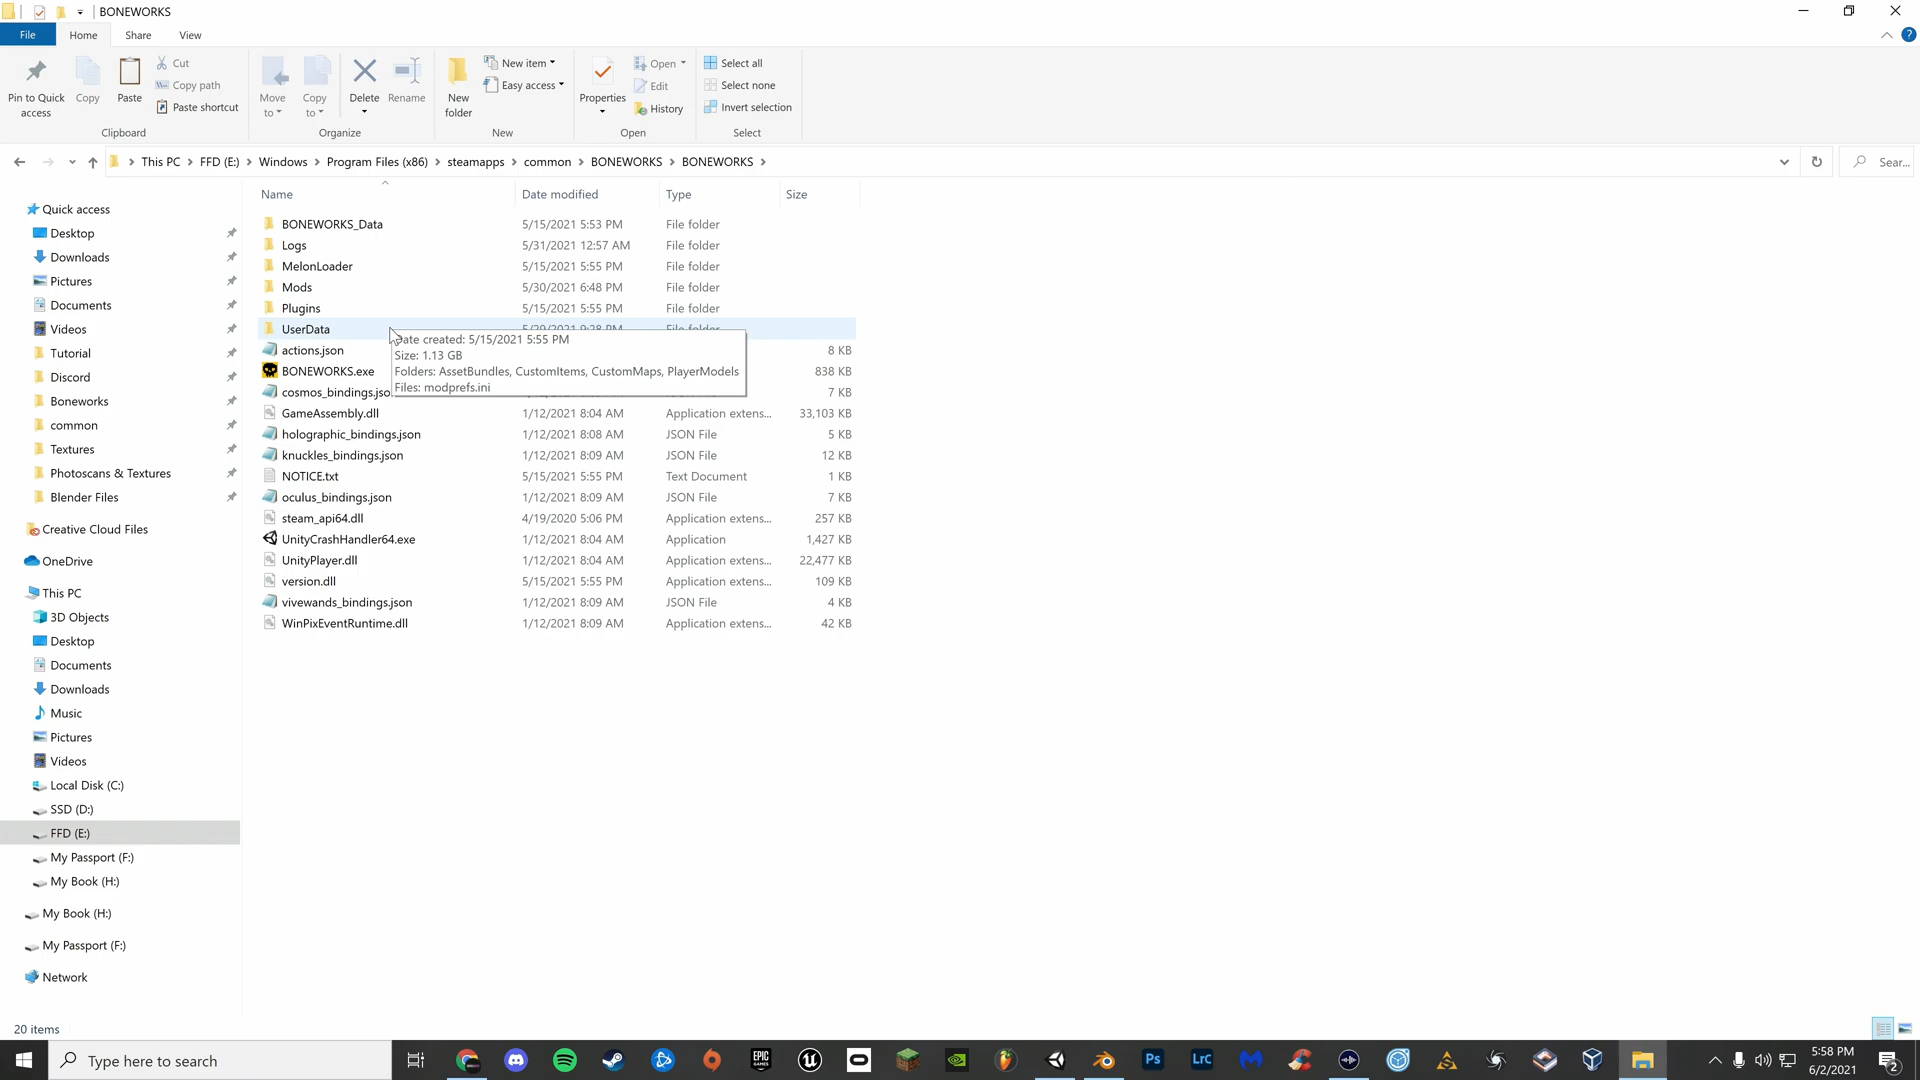 BONEWORKS
File
Home
Share
View
?
Pin to Quick
access
Copy
Paste
Cut
Copy path
Paste shortcut
Clipboard
Move
to
Copy
to
Delete
Rename
Organize
New
folder
New item
Easy access
New
Properties
Open
Edit
History
Open
Select all
Select none
Invert selection
Select
This PC > FFD (E:) > Windows > Program Files (x86) > steamapps > common > BONEWORKS > BONEWORKS >
Sear...
Quick access
Desktop
Downloads
Pictures
Documents
Videos
Tutorial
Discord
Boneworks
common
Textures
Photoscans & Textures
Blender Files
Creative Cloud Files
OneDrive
This PC
3D Objects
Desktop
Documents
Downloads
Music
Pictures
Videos
Local Disk (C:)
SSD (D:)
FFD (E:)
My Passport (F:)
My Book (H:)
My Book (H:)
My Passport (F:)
Network
Name Date modified Type Size
BONEWORKS_Data 5/15/2021 5:53 PM File folder
Logs 5/31/2021 12:57 AM File folder
MelonLoader 5/15/2021 5:55 PM File folder
Mods 5/30/2021 6:48 PM File folder
Plugins 5/15/2021 5:55 PM File folder
UserData 5/29/2021 9:28 PM File folder
actions.json 8 KB
BONEWORKS.exe 838 KB
cosmos_bindings.jso 7 KB
GameAssembly.dll 1/12/2021 8:04 AM Application extens... 33,103 KB
holographic_bindings.json 1/12/2021 8:08 AM JSON File 5 KB
knuckles_bindings.json 1/12/2021 8:09 AM JSON File 12 KB
NOTICE.txt 5/15/2021 5:55 PM Text Document 1 KB
oculus_bindings.json 1/12/2021 8:09 AM JSON File 7 KB
steam_api64.dll 4/19/2020 5:06 PM Application extens... 257 KB
UnityCrashHandler64.exe 1/12/2021 8:04 AM Application 1,427 KB
UnityPlayer.dll 1/12/2021 8:04 AM Application extens... 22,477 KB
version.dll 5/15/2021 5:55 PM Application extens... 109 KB
vivewands_bindings.json 1/12/2021 8:09 AM JSON File 4 KB
WinPixEventRuntime.dll 1/12/2021 8:09 AM Application extens... 42 KB
ate created: 5/15/2021 5:55 PM
Size: 1.13 GB
Folders: AssetBundles, CustomItems, CustomMaps, PlayerModels
Files: modprefs.ini
20 items
Type here to search
EPIC
GAMES
Ps
LrC
5:58 PM
6/2/2021
2